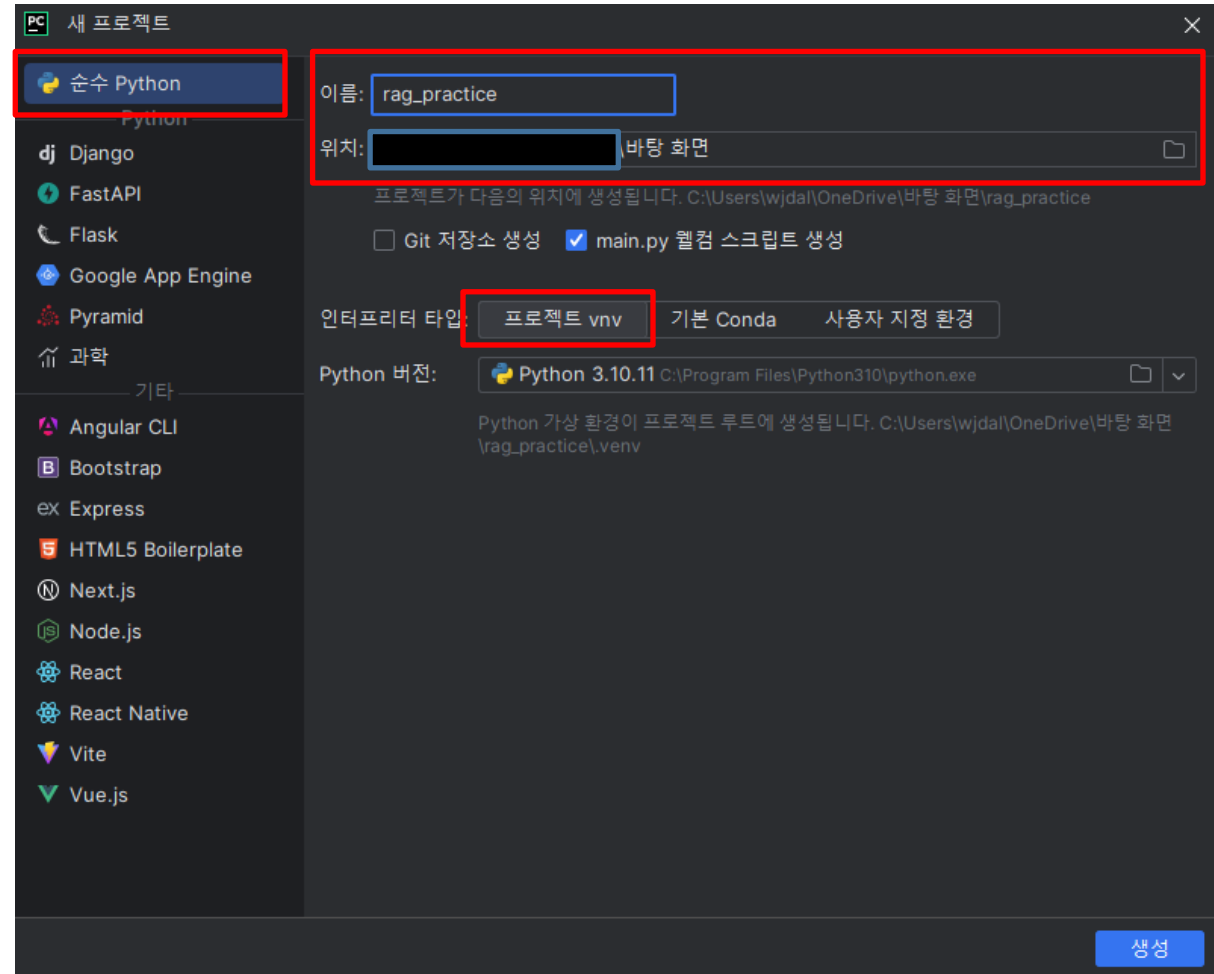 새 프로젝트
순수 Python
Python
dj Django
FastAPI
Flask
Google App Engine
Pyramid
과학
기타
Angular CLI
B Bootstrap
ex Express
HTML5 Boilerplate
Next.js
Node.js
React
React Native
Vite
Vue.js
이름: rag_practice
위치: \바탕 화면
프로젝트가 다음의 위치에 생성됩니다. C:\Users\wjdal\OneDrive\바탕 화면\rag_practice
Git 저장소 생성 main.py 웰컴 스크립트 생성
인터프리터 타입: 프로젝트 vnv 기본 Conda 사용자 지정 환경
Python 버전: Python 3.10.11 C:\Program Files\Python310\python.exe
Python 가상 환경이 프로젝트 루트에 생성됩니다. C:\Users\wjdal\OneDrive\바탕 화면
\rag_practice\.venv
생성